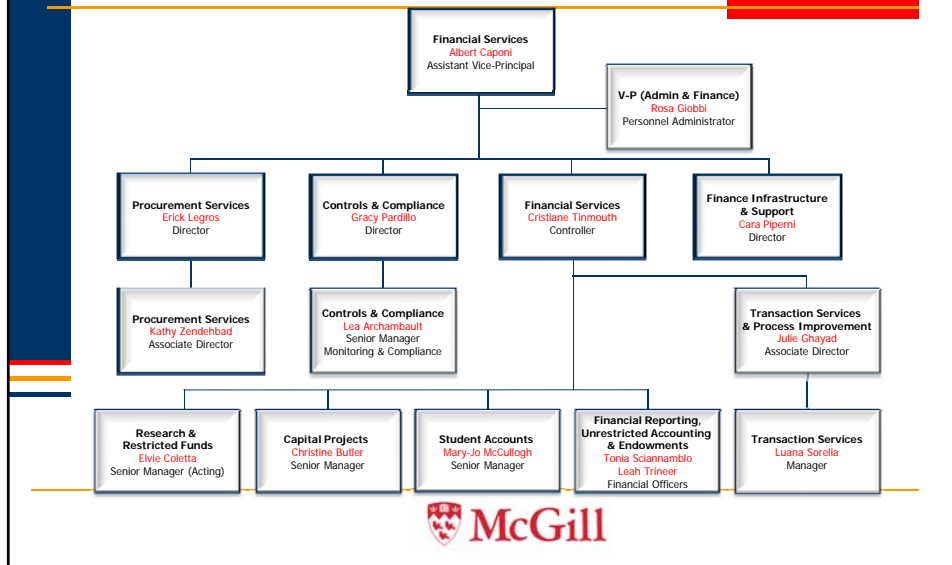 Financial Services
Albert Caponi
Assistant Vice-Principal
V-P (Admin & Finance)
Rosa Giobbi
Personnel Administrator
Procurement Services
Erick Legros
Director
Controls & Compliance
Gracy Pardillo
Director
Financial Services
Cristiane Tinmouth
Controller
Finance Infrastructure
& Support
Cara Piperni
Director
Procurement Services
Kathy Zendehbad
Associate Director
Controls & Compliance
Lea Archambault
Senior Manager
Monitoring & Compliance
Transaction Services
& Process Improvement
Julie Ghayad
Associate Director
Research &
Restricted Funds
Elvie Coletta
Senior Manager (Acting)
Capital Projects
Christine Butler
Senior Manager
Student Accounts
Mary-Jo McCullogh
Senior Manager
Financial Reporting,
Unrestricted Accounting
& Endowments
Tonia Sciannamblo
Leah Trineer
Financial Officers
Transaction Services
Luana Sorella
Manager
McGill